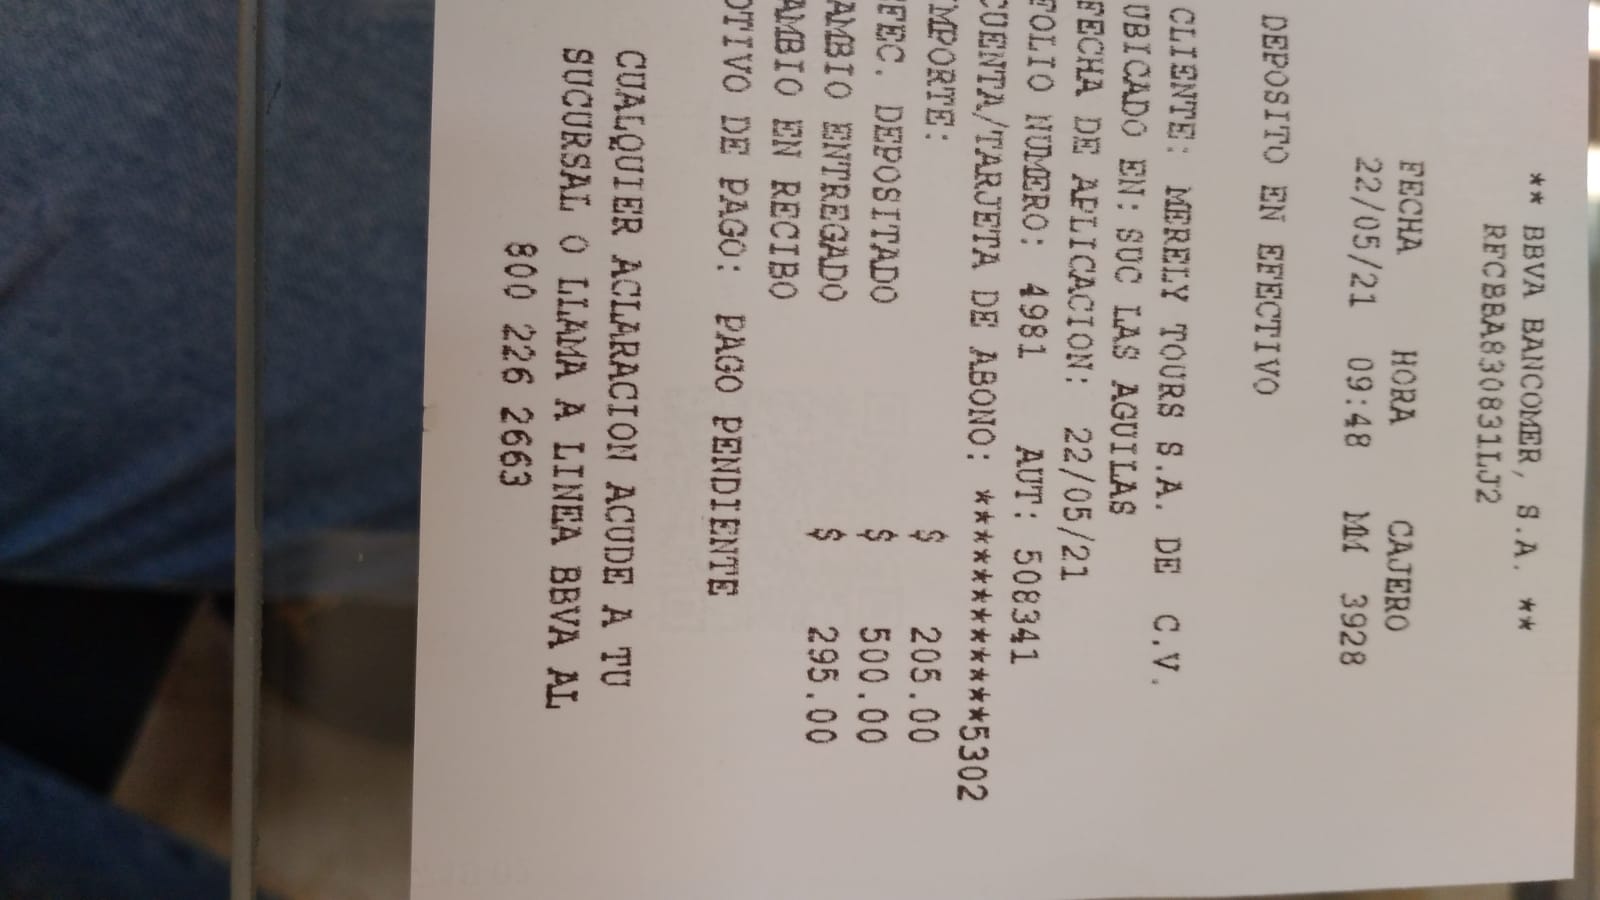 ** BBVA BANCOMER, S.A. **
RFCBBA830831LJ2
FECHA HORA CAJERO
22/05/21 09:48 MM 3928
DEPOSITO EN EFECTIVO
CLIENTE: MERELY TOURS S.A. DE C.V.
UBICADO EN: SUC LAS AGUILAS
FECHA DE APLICACION: 22/05/21
FOLIO NUMERO: 4981 AUT: 508341
CUENTA/TARJETA DE ABONO: **************5302
IMPORTE: $ 205.00
EFEC. DEPOSITADO $ 500.00
AMBIO ENTREGADO $ 295.00
AMBIO EN RECIBO
OTIVO DE PAGO: PAGO PENDIENTE
CUALQUIER ACLARACION ACUDE A TU
SUCURSAL O LLAMA A LINEA BBVA AL
800 226 2663